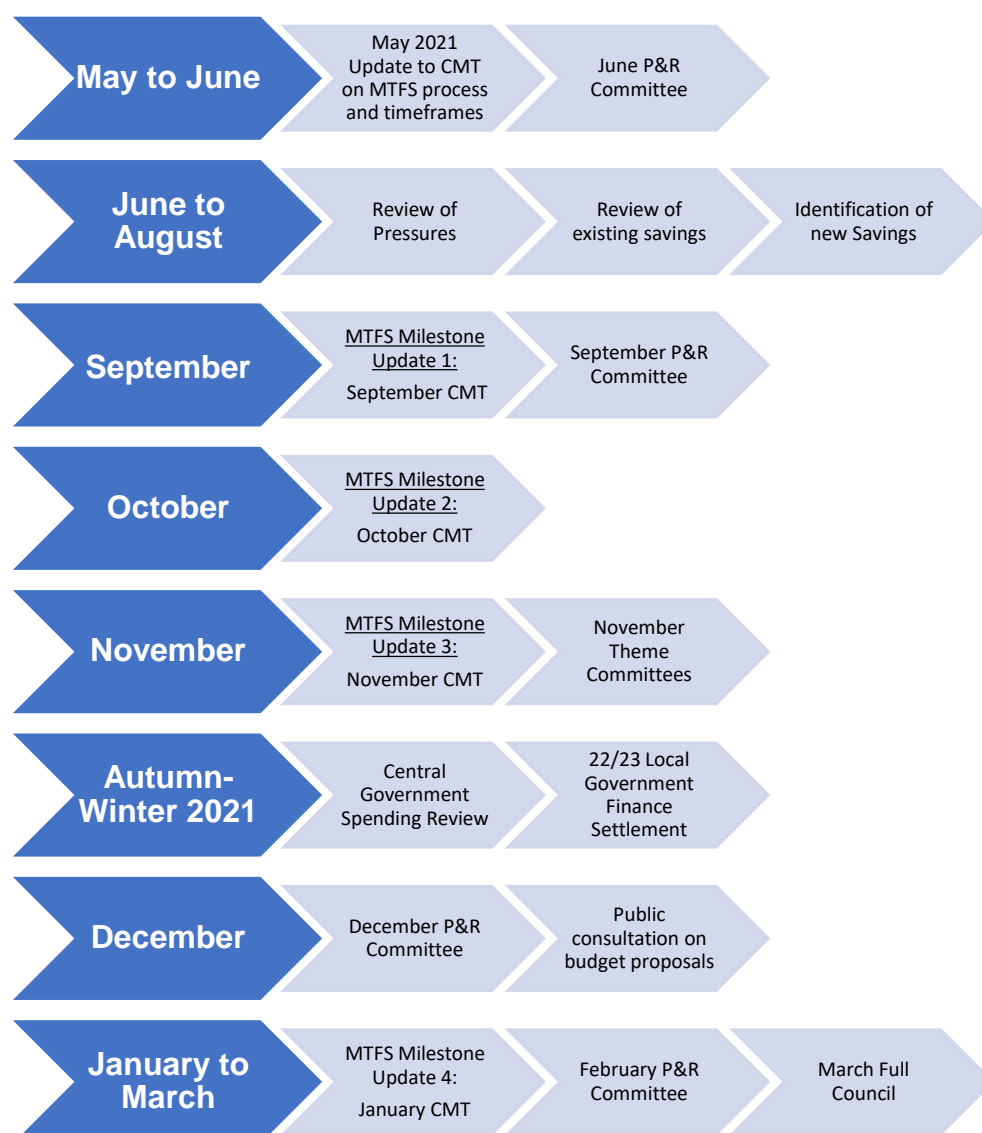 May to June
May 2021
Update to CMT
on MTFS process
and timeframes
June P&R
Committee
June to
August
Review of
Pressures
Review of
existing savings
Identification of
new Savings
September
MTFS Milestone
Update 1:
September CMT
September P&R
Committee
October
MTFS Milestone
Update 2:
October CMT
November
MTFS Milestone
Update 3:
November CMT
November
Theme
Committees
Autumn-
Winter 2021
Central
Government
Spending Review
22/23 Local
Government
Finance
Settlement
December
December P&R
Committee
Public
consultation on
budget proposals
January to
March
MTFS Milestone
Update 4:
January CMT
February P&R
Committee
March Full
Council